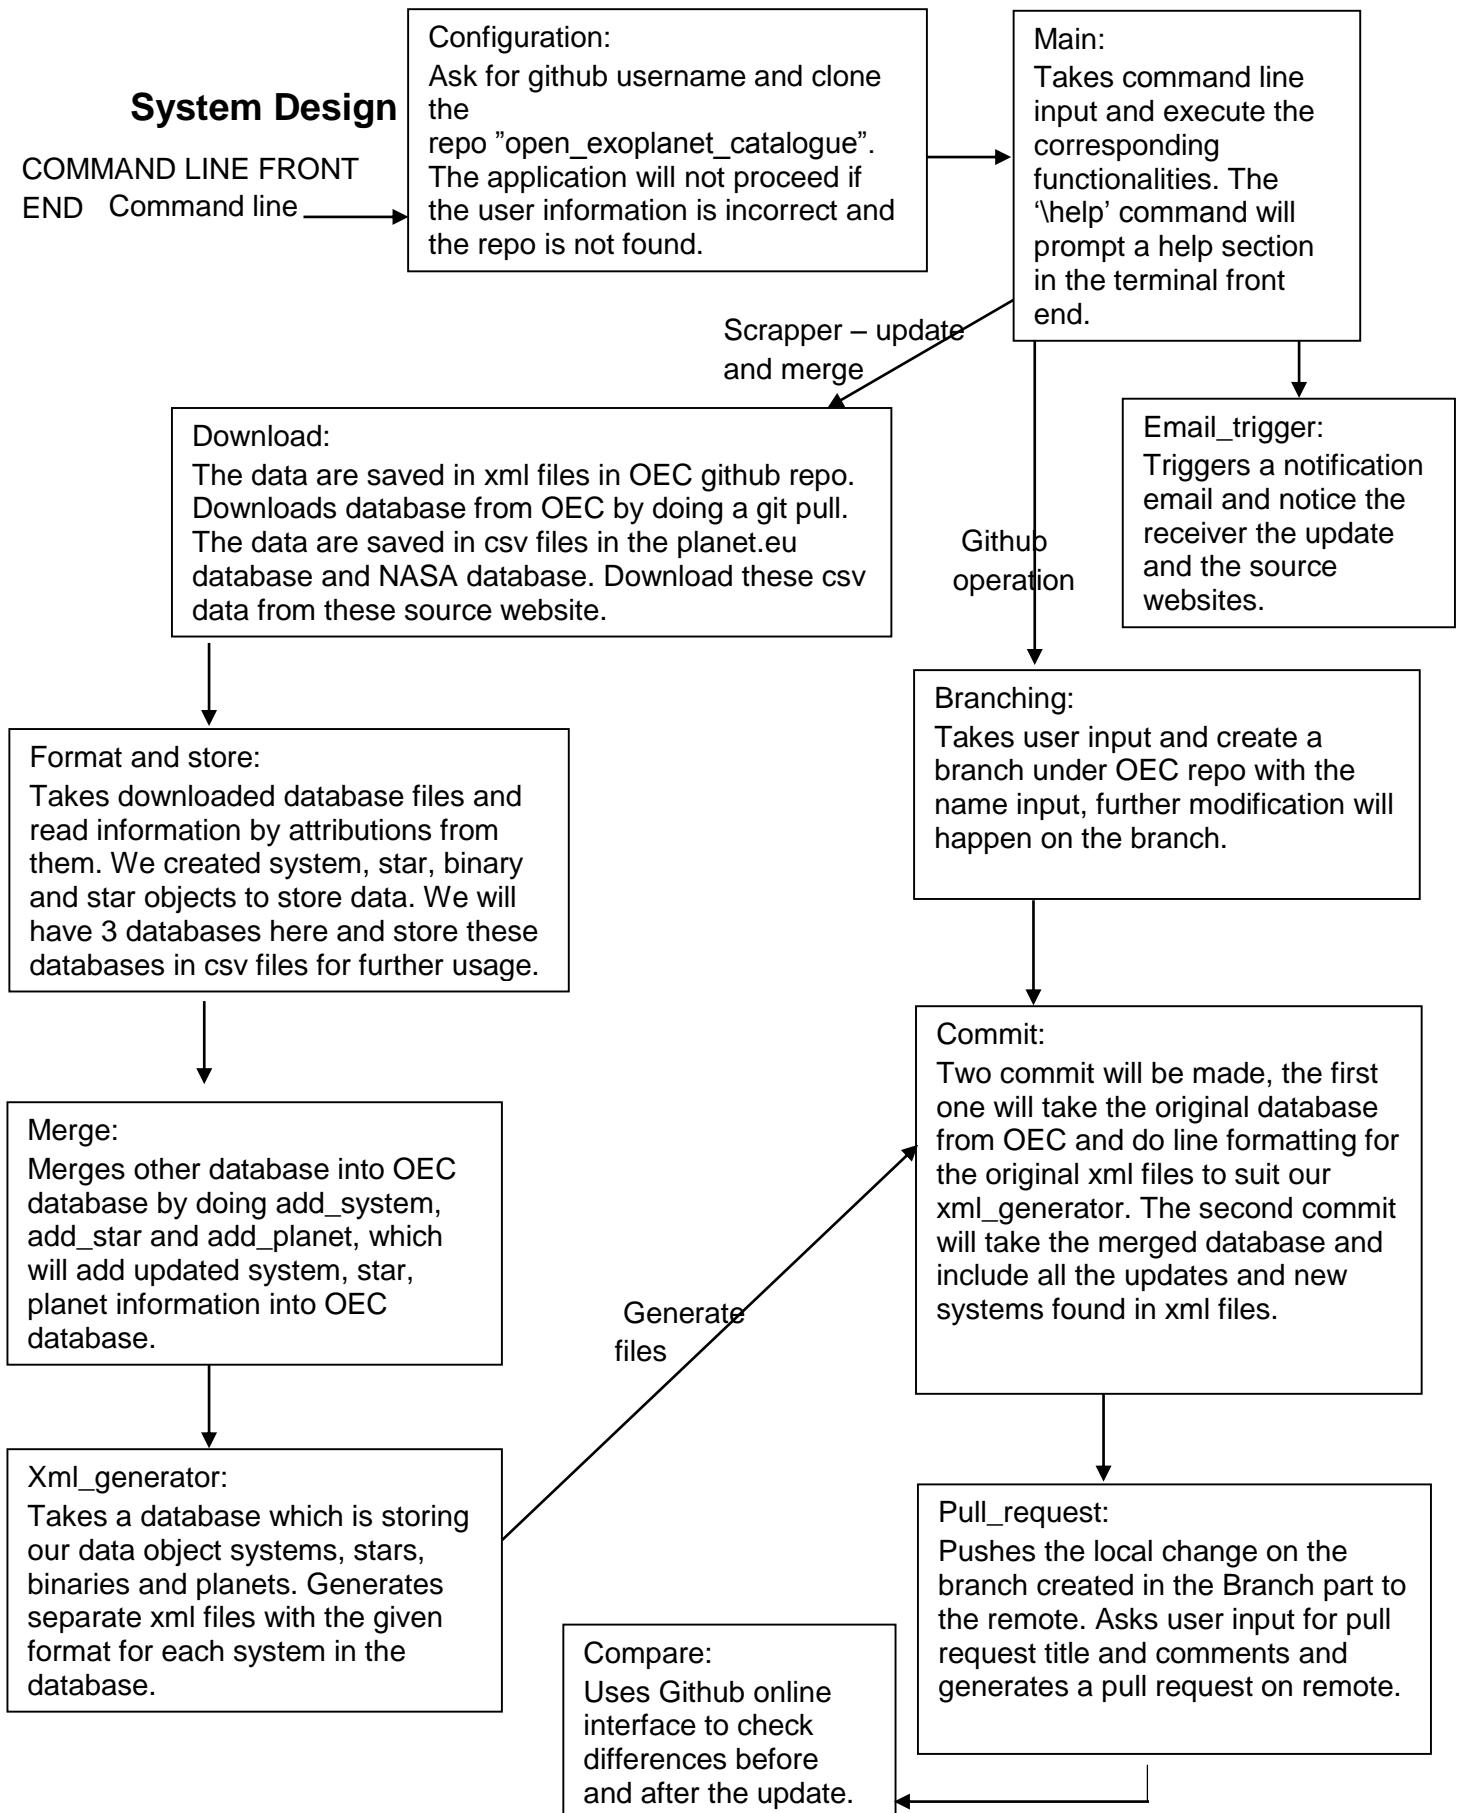 System Design
COMMAND LINE FRONT
END Command line
Configuration:
Ask for github username and clone
the
repo ”open_exoplanet_catalogue”.
The application will not proceed if
the user information is incorrect and
the repo is not found.
Main:
Takes command line
input and execute the
corresponding
functionalities. The
‘\help’ command will
prompt a help section
in the terminal front
end.
Scrapper – update
and merge
Download:
The data are saved in xml files in OEC github repo.
Downloads database from OEC by doing a git pull.
The data are saved in csv files in the planet.eu
database and NASA database. Download these csv
data from these source website.
Github
operation
Email_trigger:
Triggers a notification
email and notice the
receiver the update
and the source
websites.
Format and store:
Takes downloaded database files and
read information by attributions from
them. We created system, star, binary
and star objects to store data. We will
have 3 databases here and store these
databases in csv files for further usage.
Branching:
Takes user input and create a
branch under OEC repo with the
name input, further modification will
happen on the branch.
Merge:
Merges other database into OEC
database by doing add_system,
add_star and add_planet, which
will add updated system, star,
planet information into OEC
database.
Commit:
Two commit will be made, the first
one will take the original database
from OEC and do line formatting for
the original xml files to suit our
xml_generator. The second commit
will take the merged database and
include all the updates and new
systems found in xml files.
Generate
files
Xml_generator:
Takes a database which is storing
our data object systems, stars,
binaries and planets. Generates
separate xml files with the given
format for each system in the
database.
Pull_request:
Pushes the local change on the
branch created in the Branch part to
the remote. Asks user input for pull
request title and comments and
generates a pull request on remote.
Compare:
Uses Github online
interface to check
differences before
and after the update.